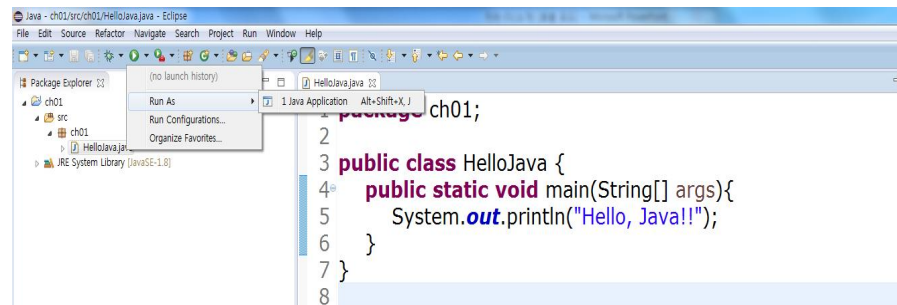 Java - ch01/src/ch01/HelloJava.java - Eclipse
File Edit Source Refactor Navigate Search Project Run Window Help
Package Explorer
ch01
src
ch01
HelloJava.java
JRE System Library [JavaSE-1.8]
(no launch history)
Run As
Run Configurations...
Organize Favorites...
1 Java Application Alt+Shift+X, J
HelloJava.java
1 package ch01;
2
3 public class HelloJava {
4 public static void main(String[] args){
5 System.out.println("Hello, Java!!");
6 }
7 }
8